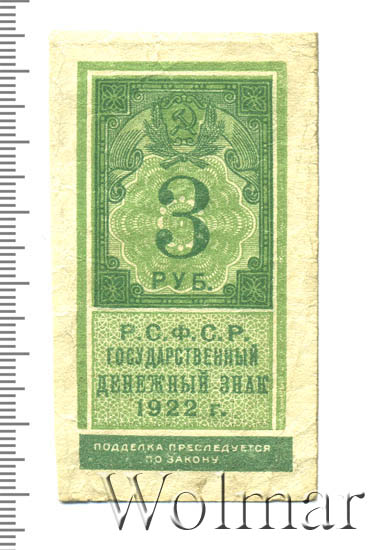 3
РУБ.
Р.С.Ф.С.Р.
ГОСУДАРСТВЕННЫЙ
ДЕНЕЖНЫЙ ЗНАК
1922 г.
ПОДДЕЛКА ПРЕСЛЕДУЕТСЯ
ПО ЗАКОНУ
Wolmar